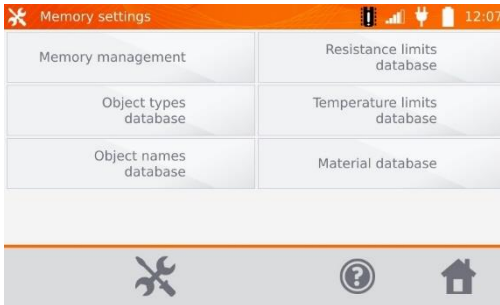 Memory settings
12:07
Memory management
Resistance limits
database
Object types
database
Temperature limits
database
Object names
database
Material database
?